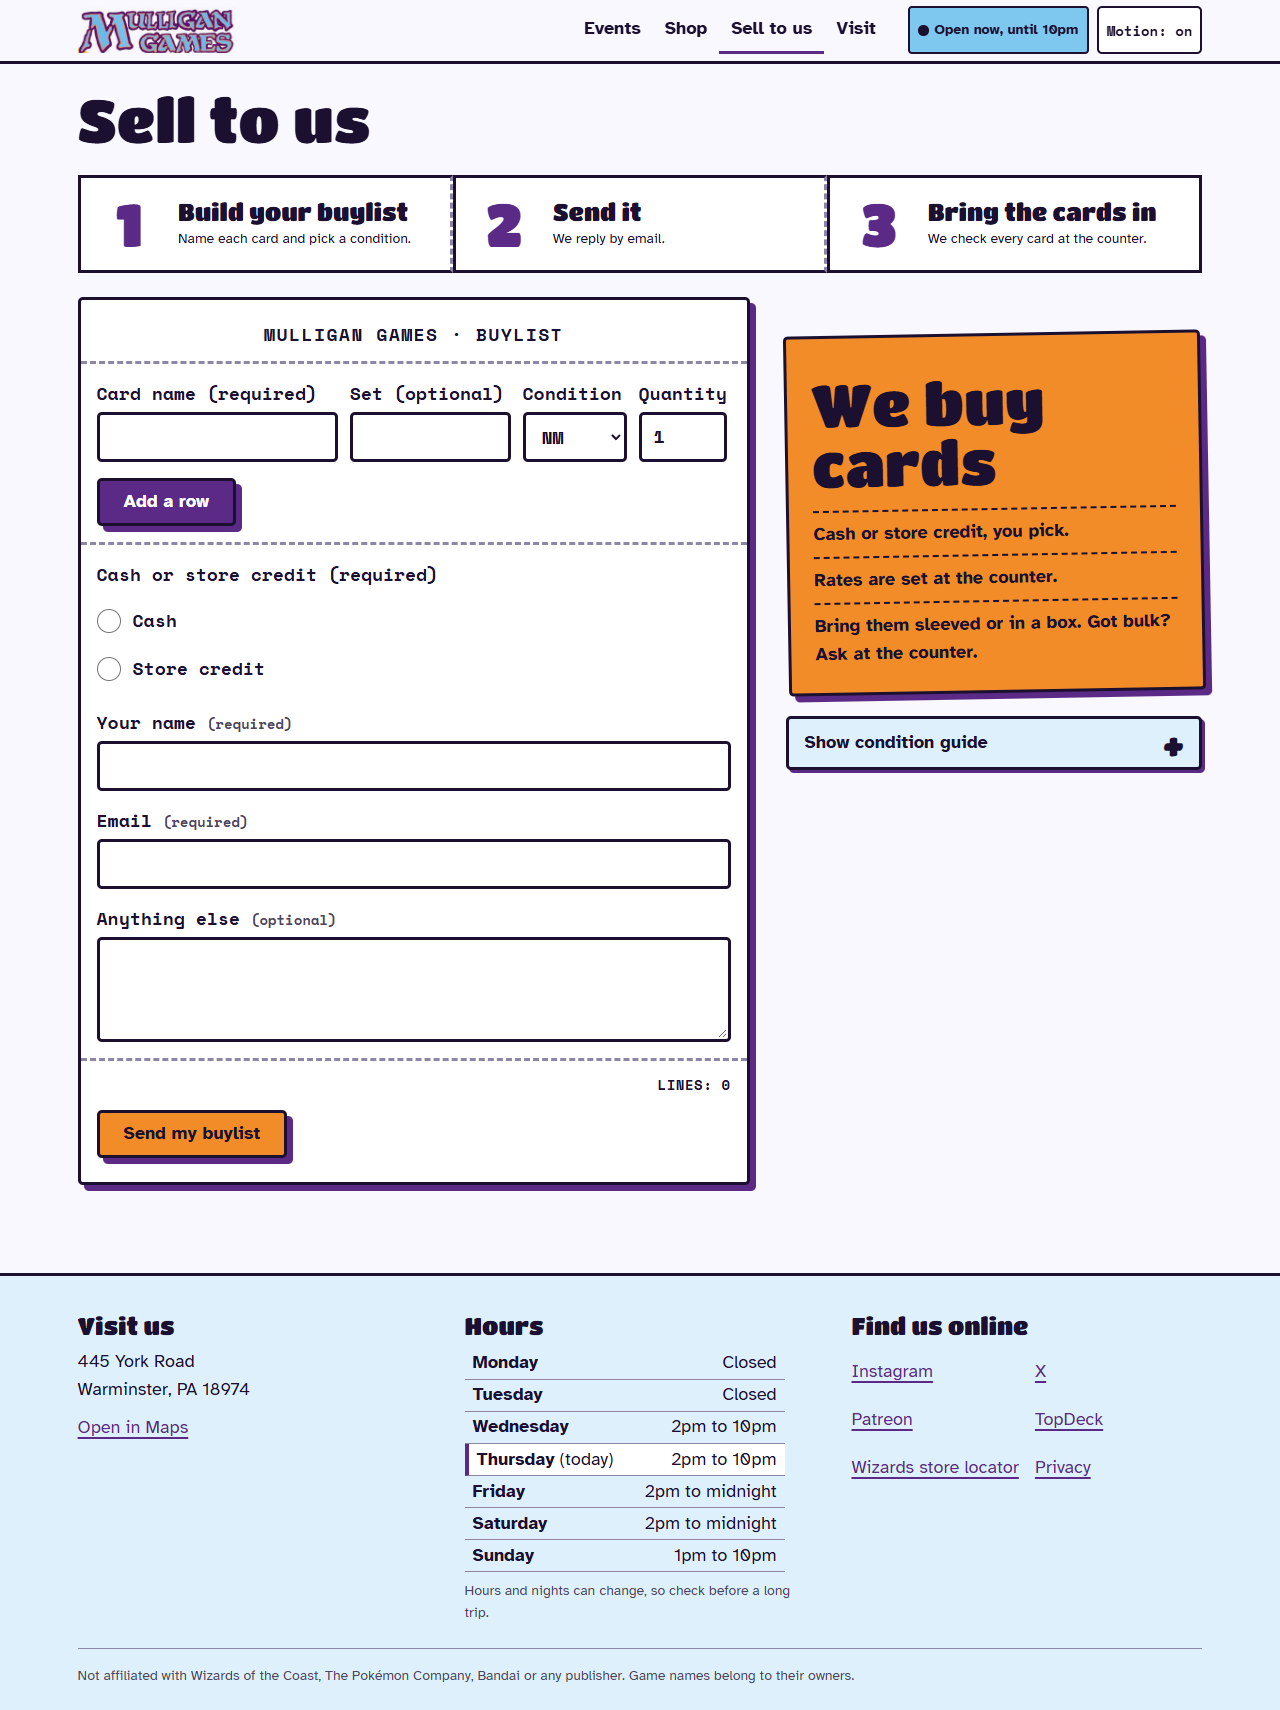 Mulligan Games
Events
Shop
Sell to us
Visit
Open now, until 10pm
Motion: on
Sell to us
1
Build your buylist
Name each card and pick a condition.
2
Send it
We reply by email.
3
Bring the cards in
We check every card at the counter.
MULLIGAN GAMES · BUYLIST
Card name (required)
Set (optional)
Condition
Quantity
NM
1
Add a row
Cash or store credit (required)
Cash
Store credit
Your name (required)
Email (required)
Anything else (optional)
LINES: 0
Send my buylist
We buy
cards
Cash or store credit, you pick.
Rates are set at the counter.
Bring them sleeved or in a box. Got bulk?
Ask at the counter.
Show condition guide
Visit us
445 York Road
Warminster, PA 18974
Open in Maps
Hours
Monday Closed
Tuesday Closed
Wednesday 2pm to 10pm
Thursday (today) 2pm to 10pm
Friday 2pm to midnight
Saturday 2pm to midnight
Sunday 1pm to 10pm
Hours and nights can change, so check before a long
trip.
Find us online
Instagram
X
Patreon
TopDeck
Wizards store locator
Privacy
Not affiliated with Wizards of the Coast, The Pokémon Company, Bandai or any publisher. Game names belong to their owners.